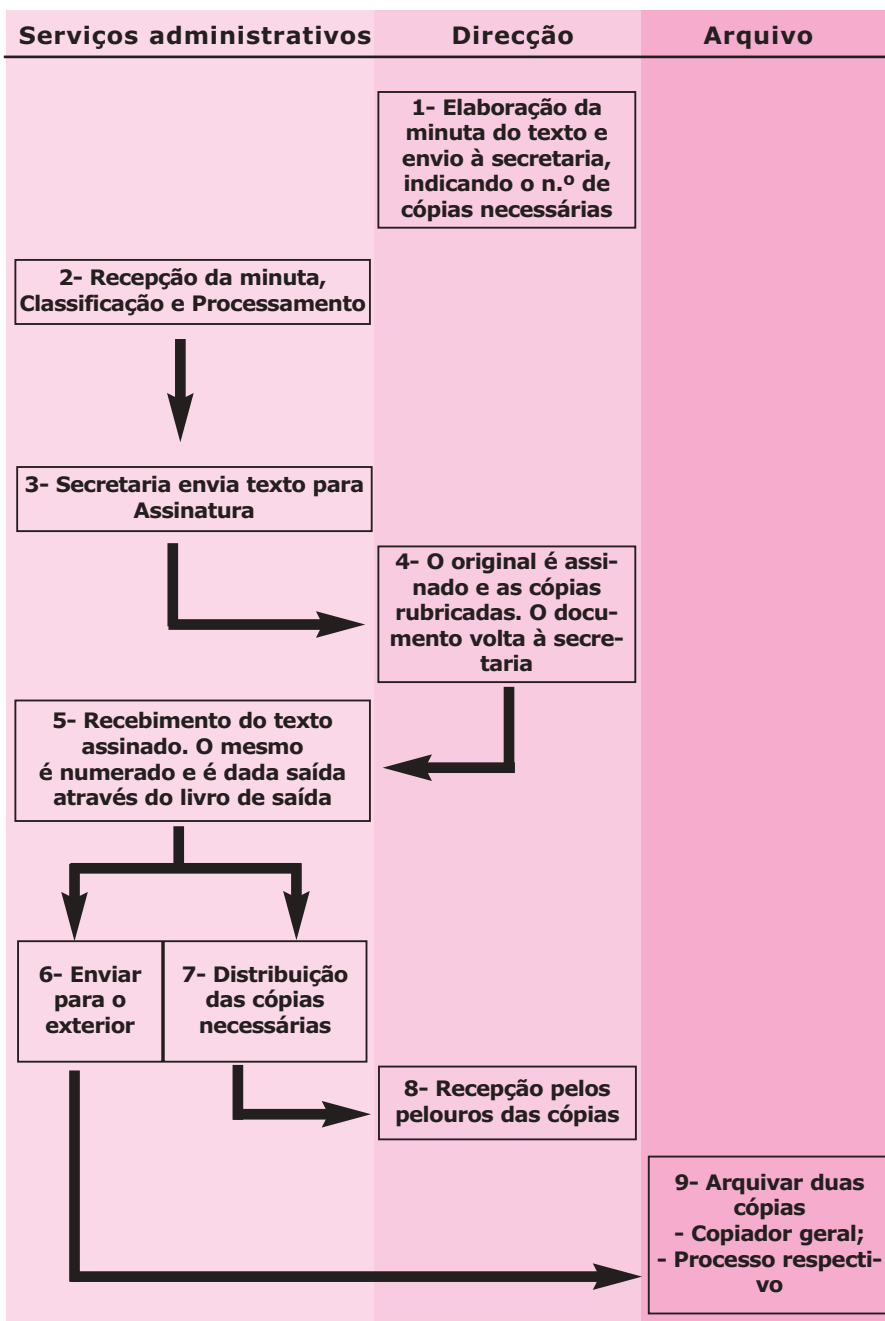 Serviços administrativos
Direcção
Arquivo
1- Elaboração da
minuta do texto e
envio à secretaria,
indicando o n.º de
cópias necessárias
2- Recepção da minuta,
Classificação e Processamento
3- Secretaria envia texto para
Assinatura
4- O original é assi-
nado e as cópias
rubricadas. O docu-
mento volta à secre-
taria
5- Recebimento do texto
assinado. O mesmo
é numerado e é dada saída
através do livro de saída
6- Enviar
para o
exterior
7- Distribuição
das cópias
necessárias
8- Recepção pelos
pelouros das cópias
9- Arquivar duas
cópias
- Copiador geral;
- Processo respecti-
vo